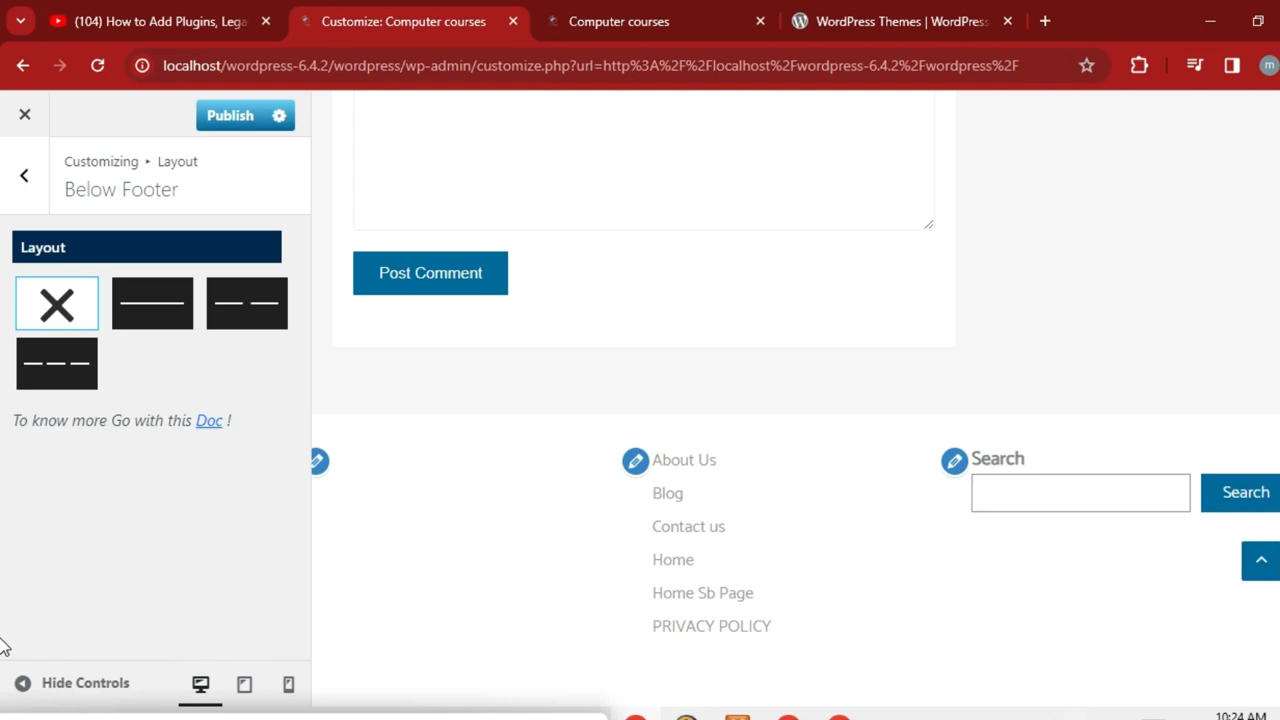 (104) How to Add Plugins, Lega
Customize: Computer courses
Computer courses
WordPress Themes | WordPress
localhost/wordpress-6.4.2/wordpress/wp-admin/customize.php?url=http%3A%2F%2Flocalhost%2Fwordpress-6.4.2%2Fwordpress%2F
m
Publish
Customizing ▸ Layout
Below Footer
Layout
To know more Go with this Doc !
Post Comment
About Us
Blog
Contact us
Home
Home Sb Page
PRIVACY POLICY
Search
Search
Hide Controls
10:24 AM